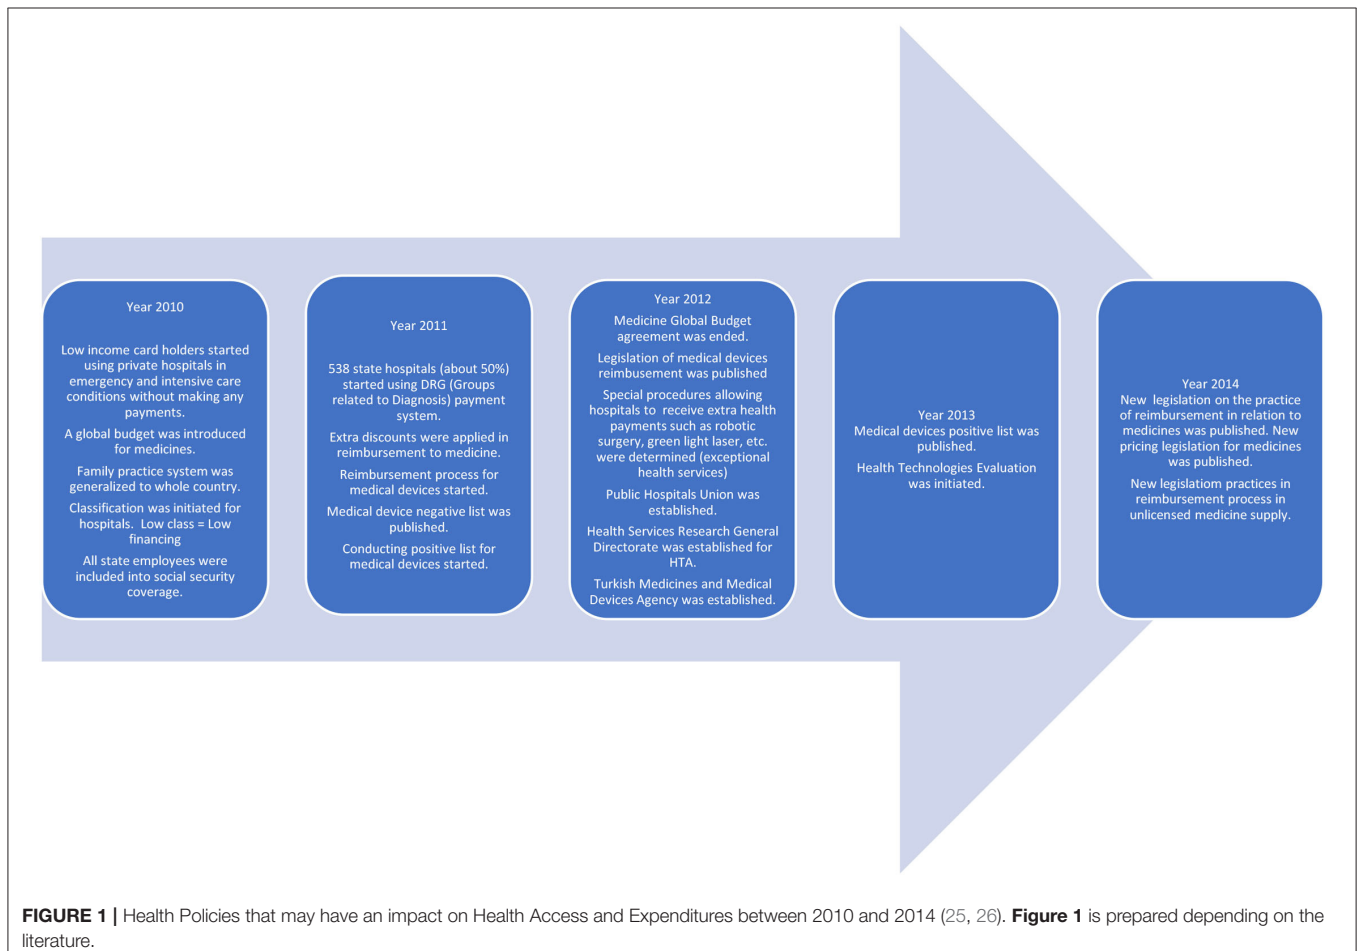 Year 2010
Low income card holders started
using private hospitals in
emergency and intensive care
conditions without making any
payments.
A global budget was introduced
for medicines.
Family practice system was
generalized to whole country.
Classification was initiated for
hospitals.  Low class = Low
financing
All state employees were
included into social security
coverage.
Year 2011
538 state hospitals (about 50%)
started using DRG (Groups
related to Diagnosis) payment
system.
Extra discounts were applied in
reimbursement to medicine.
Reimbursement process for
medical devices started.
Medical device negative list was
published.
Conducting positive list for
medical devices started.
Year 2012
Medicine Global Budget
agreement was ended.
Legislation of medical devices
reimbusement was published
Special procedures allowing
hospitals to  receive extra health
payments such as robotic
surgery, green light laser, etc.
were determined (exceptional
health services)
Public Hospitals Union was
established.
Health Services Research General
Directorate was established for
HTA.
Turkish Medicines and Medical
Devices Agency was established.
Year 2013
Medical devices positive list was
published.
Health Technologies Evaluation
was initiated.
Year 2014
New  legislation on the practice
of reimbursement in relation to
medicines was published. New
pricing legislation for medicines
was published.
New legislatiom practices in
reimbursement process in
unlicensed medicine supply.
FIGURE 1 | Health Policies that may have an impact on Health Access and Expenditures between 2010 and 2014 (25, 26). Figure 1 is prepared depending on the
literature.